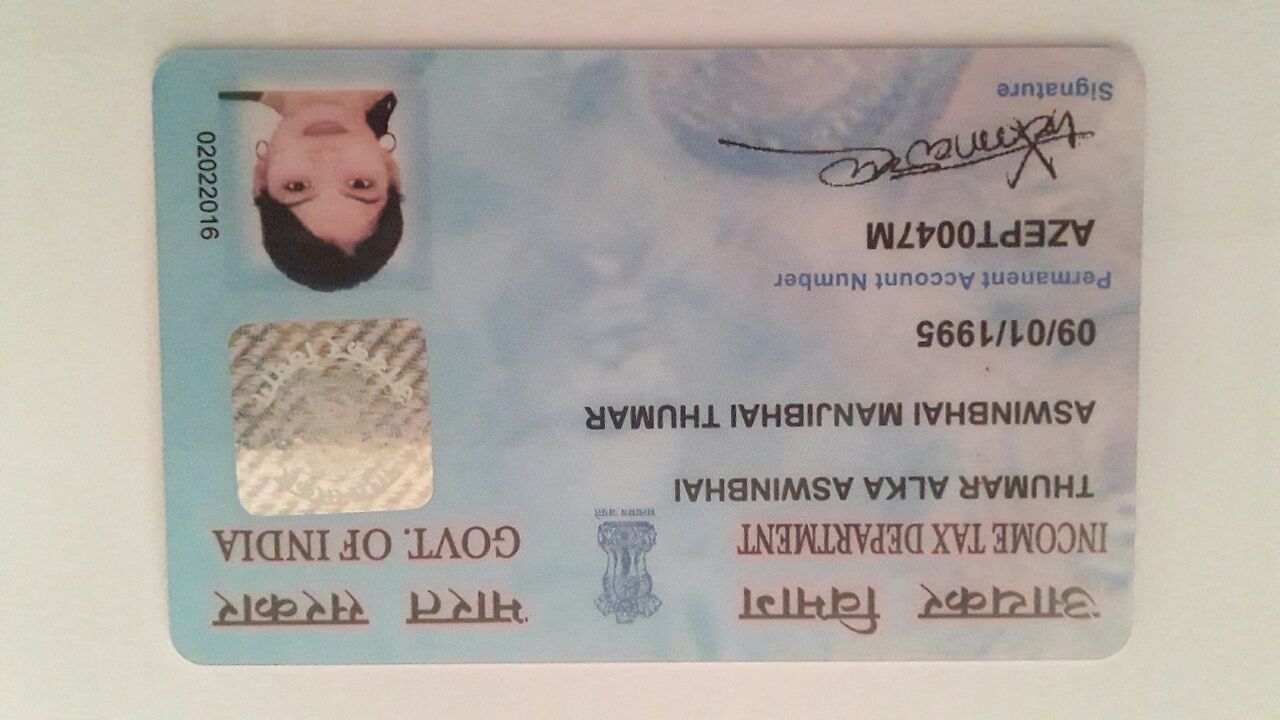 आयकर विभाग
INCOME TAX DEPARTMENT
सत्यमेव जयते
भारत सरकार
GOVT. OF INDIA
THUMAR ALKA ASWINBHAI
ASWINBHAI MANJIBHAI THUMAR
09/01/1995
Permanent Account Number
AZEPT0047M
Signature
02022016